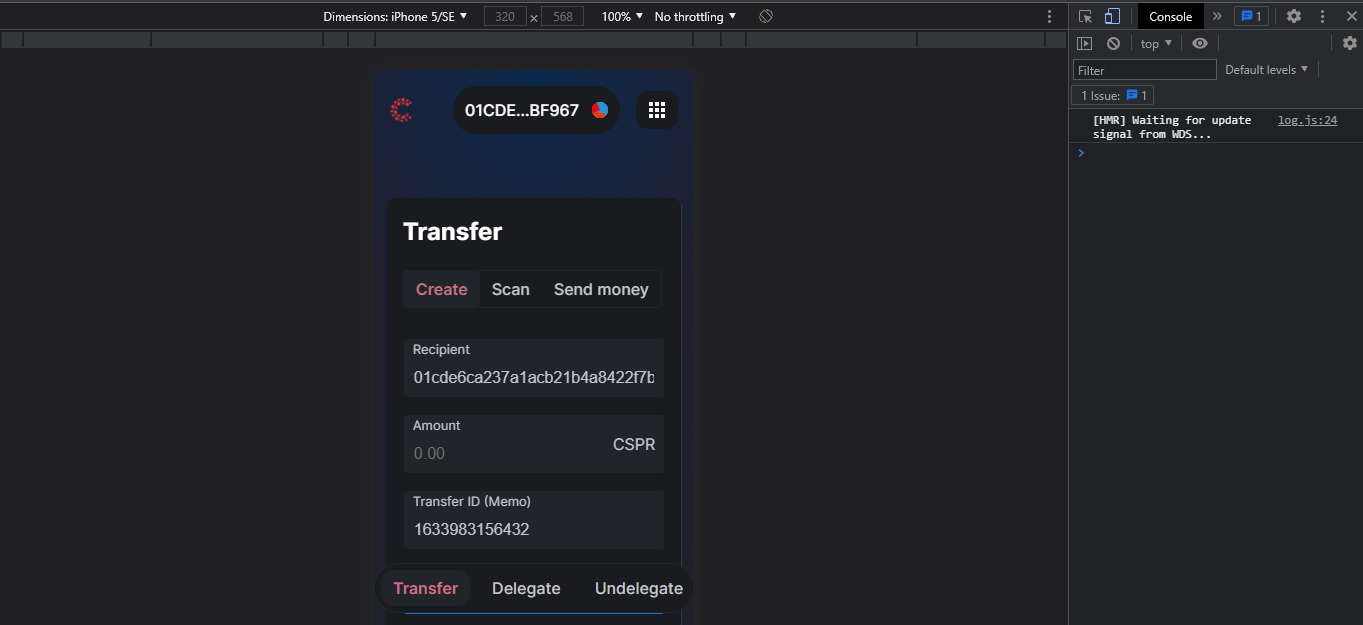 Dimensions: iPhone 5/SE 320 × 568 100% No throttling
Console 1
top
Filter Default levels
1 Issue: 1
[HMR] Waiting for update log.js:24
signal from WDS...
01CDE...BF967
Transfer
Create Scan Send money
Recipient
01cde6ca237a1acb21b4a8422f7b
Amount
0.00 CSPR
Transfer ID (Memo)
1633983156432
Transfer Delegate Undelegate